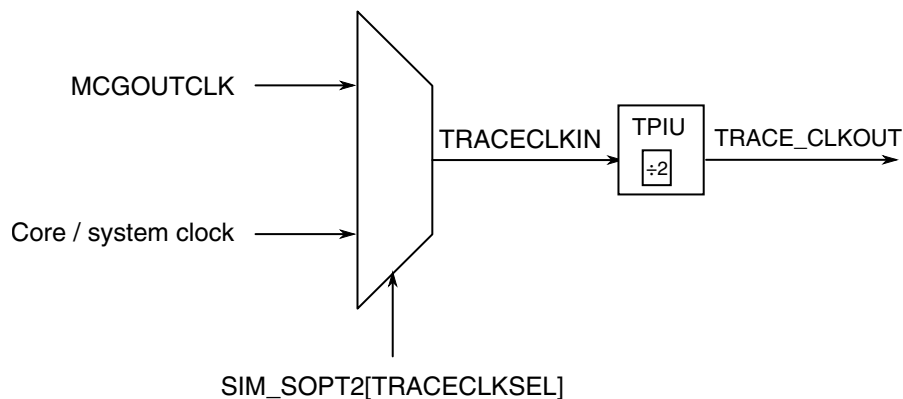 MCGOUTCLK
TRACECLKIN
TPIU
÷2
TRACE_CLKOUT
Core / system clock
SIM_SOPT2[TRACECLKSEL]